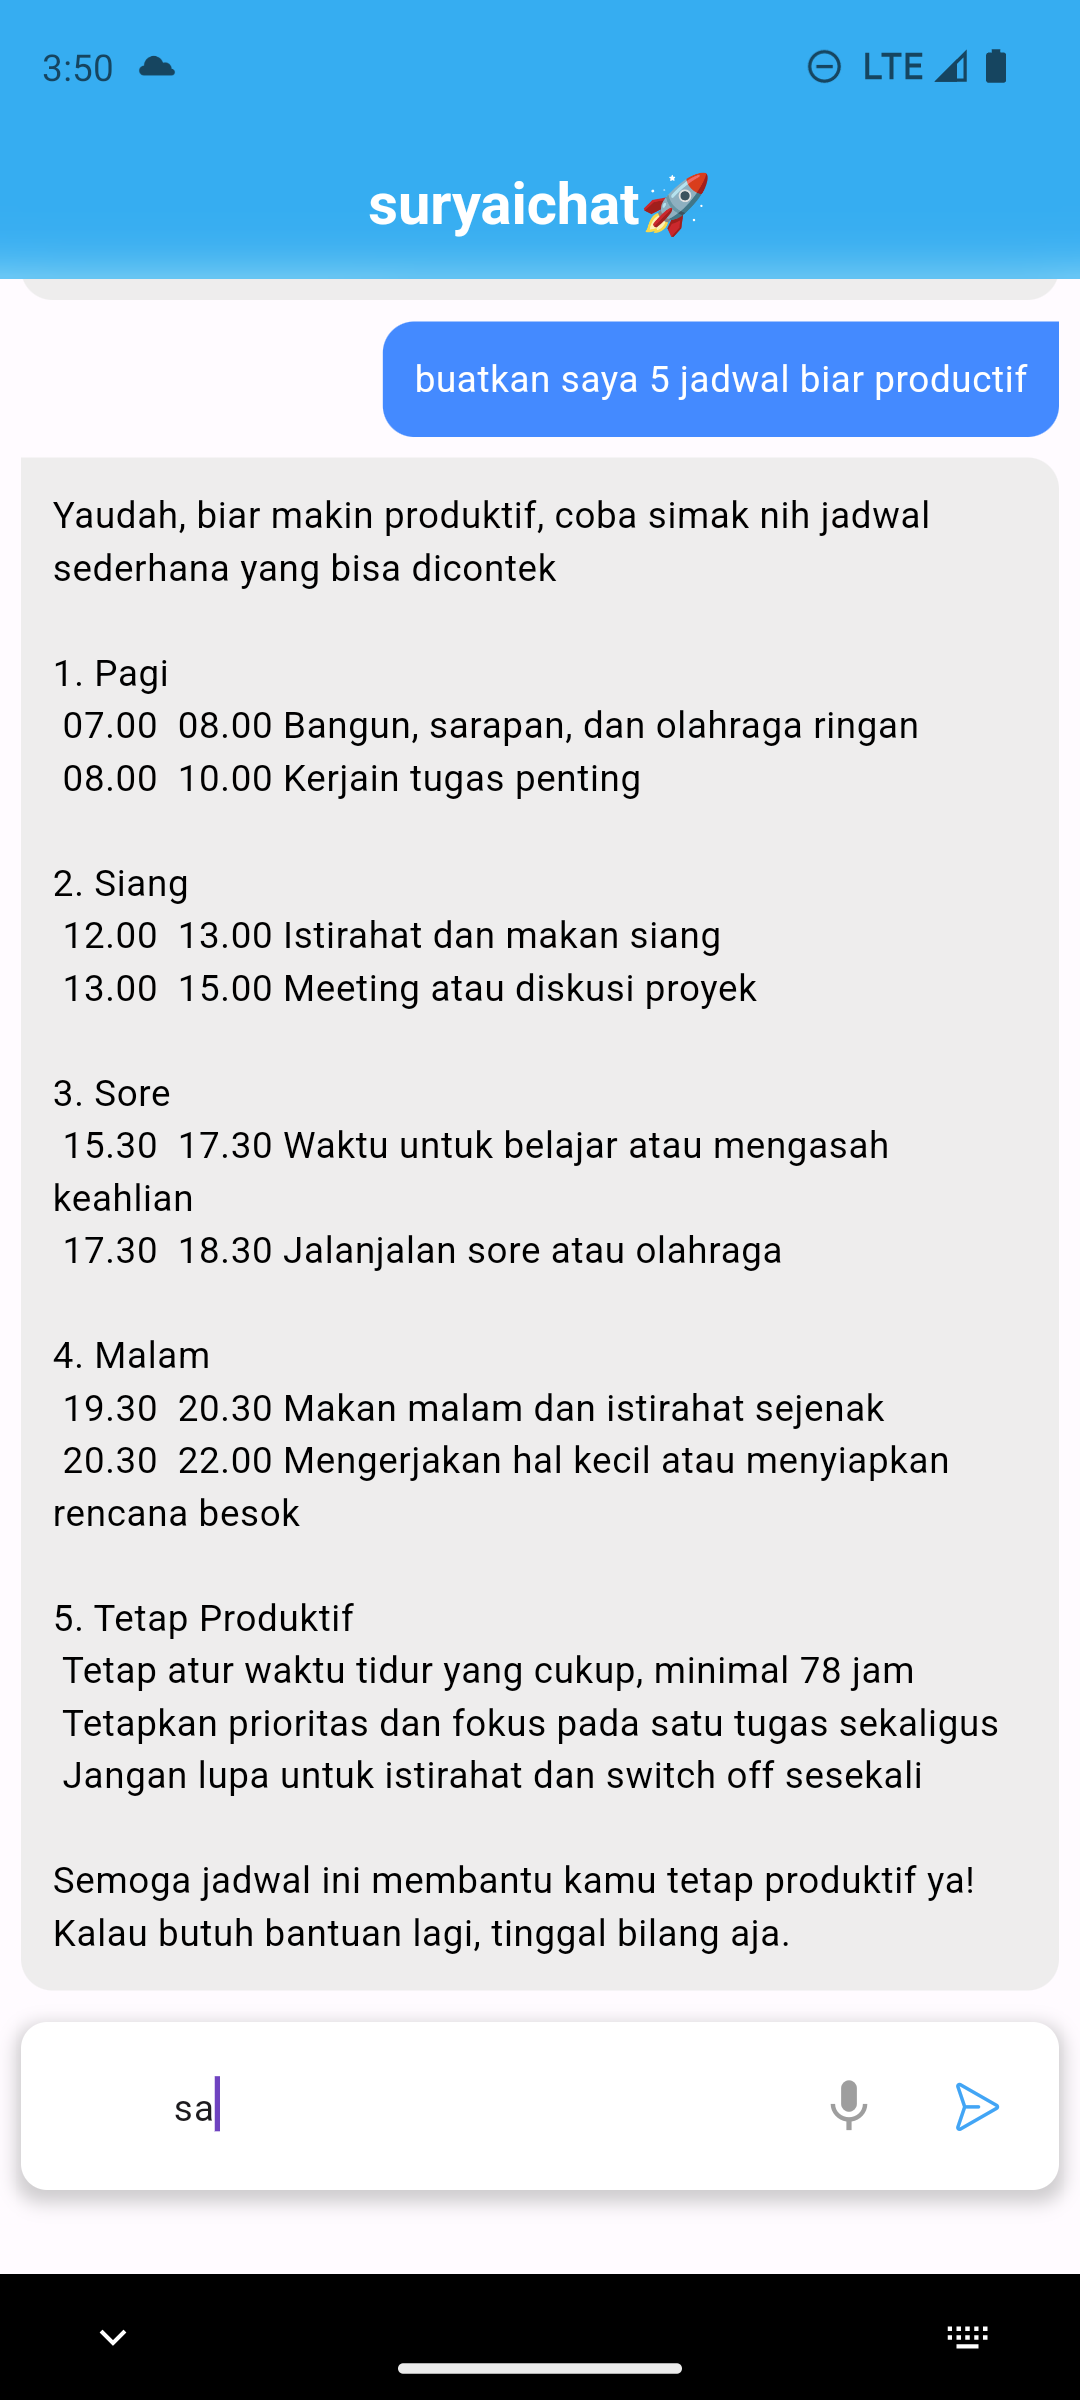 3:50
LTE
suryaichat🚀
buatkan saya 5 jadwal biar productif
Yaudah, biar makin produktif, coba simak nih jadwal
sederhana yang bisa dicontek
1. Pagi
07.00  08.00 Bangun, sarapan, dan olahraga ringan
08.00  10.00 Kerjain tugas penting
2. Siang
12.00  13.00 Istirahat dan makan siang
13.00  15.00 Meeting atau diskusi proyek
3. Sore
15.30  17.30 Waktu untuk belajar atau mengasah
keahlian
17.30  18.30 Jalanjalan sore atau olahraga
4. Malam
19.30  20.30 Makan malam dan istirahat sejenak
20.30  22.00 Mengerjakan hal kecil atau menyiapkan
rencana besok
5. Tetap Produktif
Tetap atur waktu tidur yang cukup, minimal 78 jam
Tetapkan prioritas dan fokus pada satu tugas sekaligus
Jangan lupa untuk istirahat dan switch off sesekali
Semoga jadwal ini membantu kamu tetap produktif ya!
Kalau butuh bantuan lagi, tinggal bilang aja.
sa